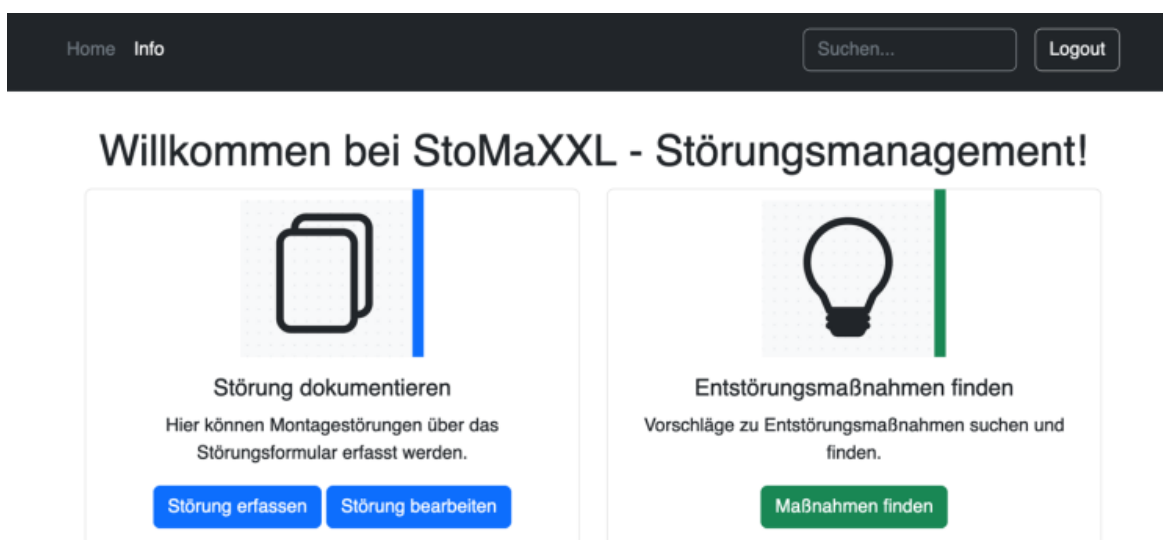 Home Info Suchen... Logout
Willkommen bei StoMaXXL - Störungsmanagement!
Störung dokumentieren
Hier können Montagestörungen über das
Störungsformular erfasst werden.
Störung erfassen Störung bearbeiten
Entstörungsmaßnahmen finden
Vorschläge zu Entstörungsmaßnahmen suchen und
finden.
Maßnahmen finden